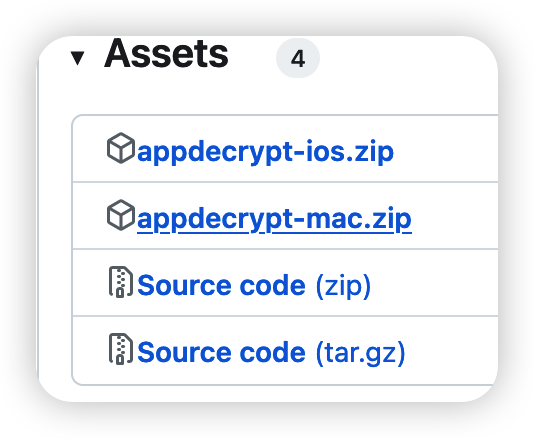 Assets 4
appdecrypt-ios.zip
appdecrypt-mac.zip
Source code (zip)
Source code (tar.gz)